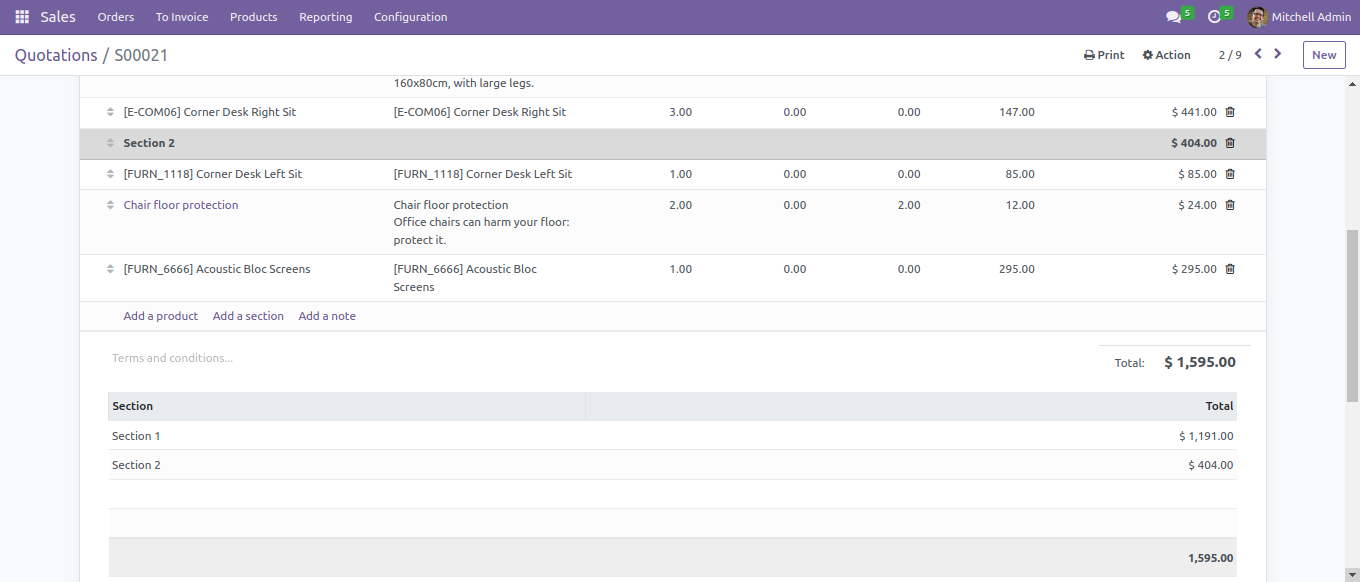 Sales Orders To Invoice Products Reporting Configuration 5 5 Mitchell Admin
Quotations / S00021 Print Action 2 / 9 New
160x80cm, with large legs.
[E-COM06] Corner Desk Right Sit [E-COM06] Corner Desk Right Sit 3.00 0.00 0.00 147.00 $ 441.00
Section 2 $ 404.00
[FURN_1118] Corner Desk Left Sit [FURN_1118] Corner Desk Left Sit 1.00 0.00 0.00 85.00 $ 85.00
Chair floor protection Chair floor protection 2.00 0.00 2.00 12.00 $ 24.00
Office chairs can harm your floor:
protect it.
[FURN_6666] Acoustic Bloc Screens [FURN_6666] Acoustic Bloc 1.00 0.00 0.00 295.00 $ 295.00
Screens
Add a product Add a section Add a note
Terms and conditions... Total: $ 1,595.00
Section Total
Section 1 $ 1,191.00
Section 2 $ 404.00
1,595.00